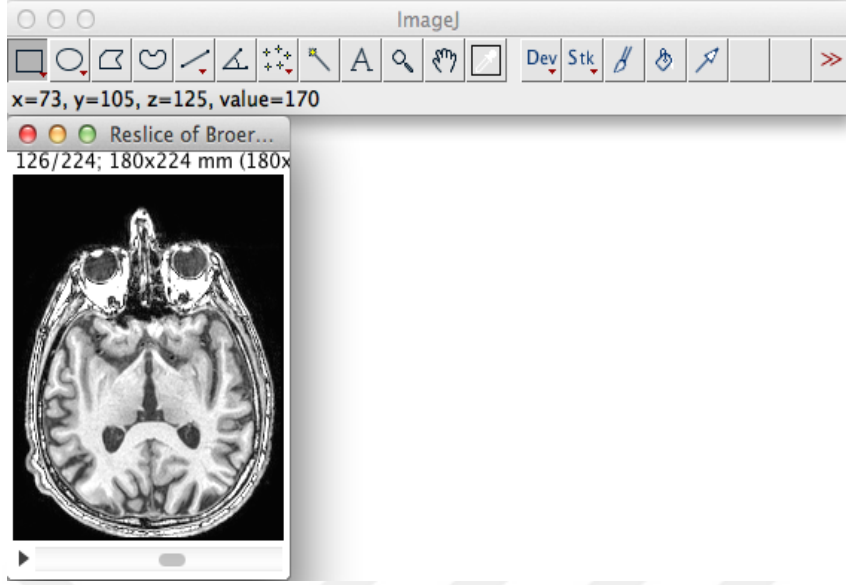 ImageJ
A Dev Stk >>
x=73, y=105, z=125, value=170
Reslice of Broer...
126/224; 180x224 mm (180x